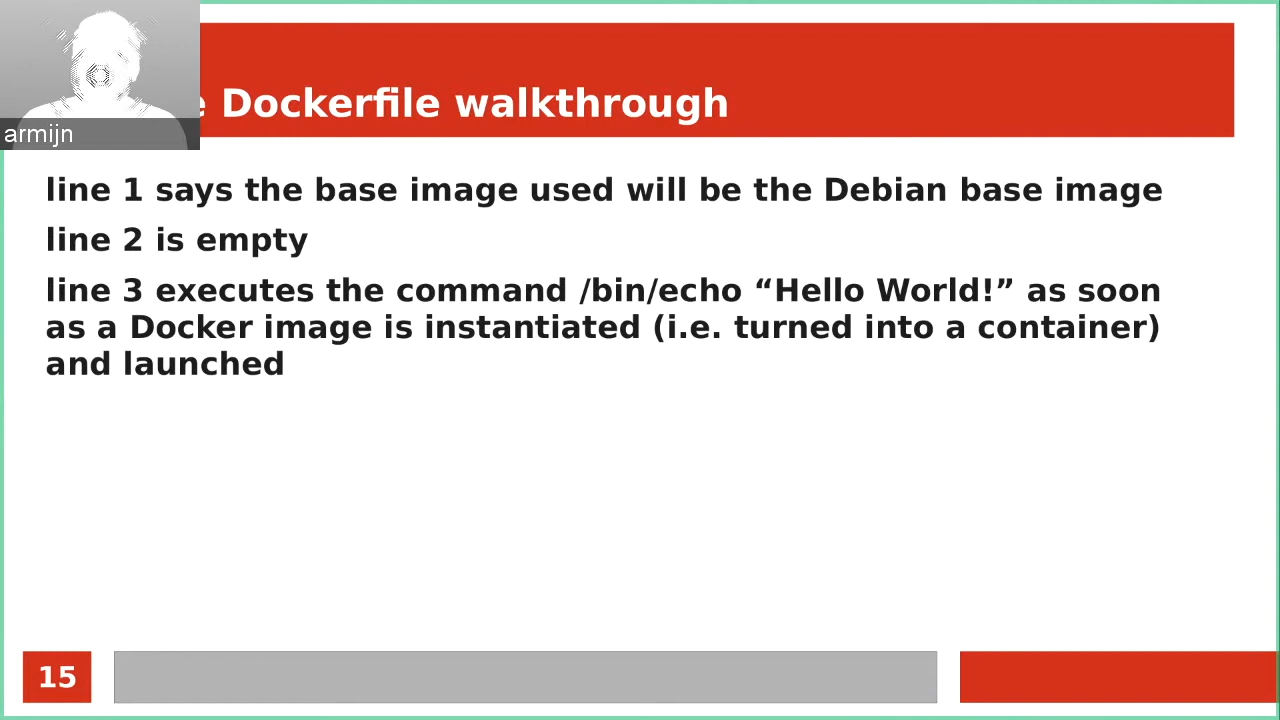 armijn
Dockerfile walkthrough
line 1 says the base image used will be the Debian base image
line 2 is empty
line 3 executes the command /bin/echo “Hello World!” as soon
as a Docker image is instantiated (i.e. turned into a container)
and launched
15